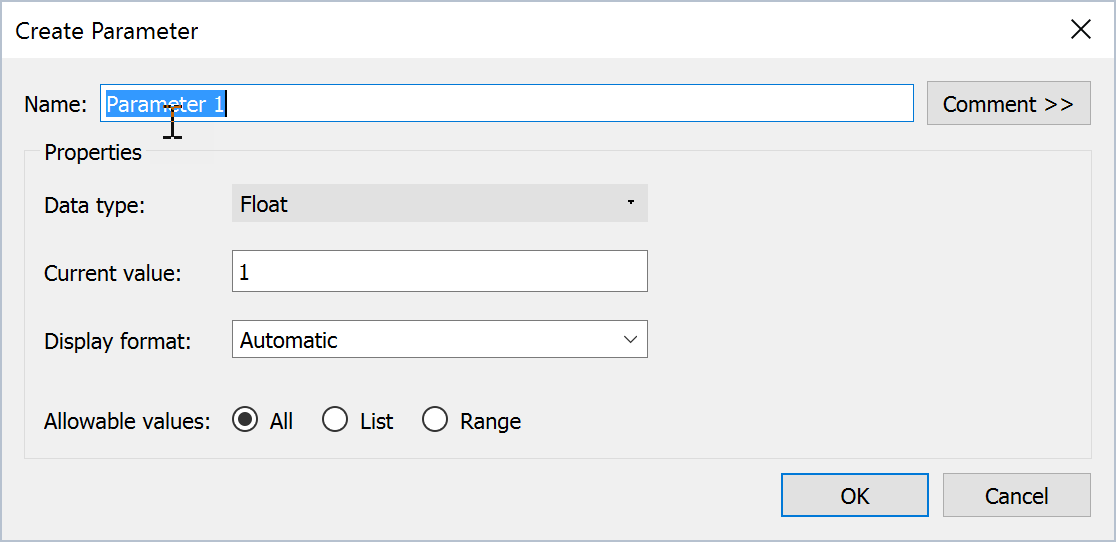 Create Parameter
Name: Parameter 1 Comment >>
Properties
Data type: Float
Current value: 1
Display format: Automatic
Allowable values: All List Range
OK Cancel